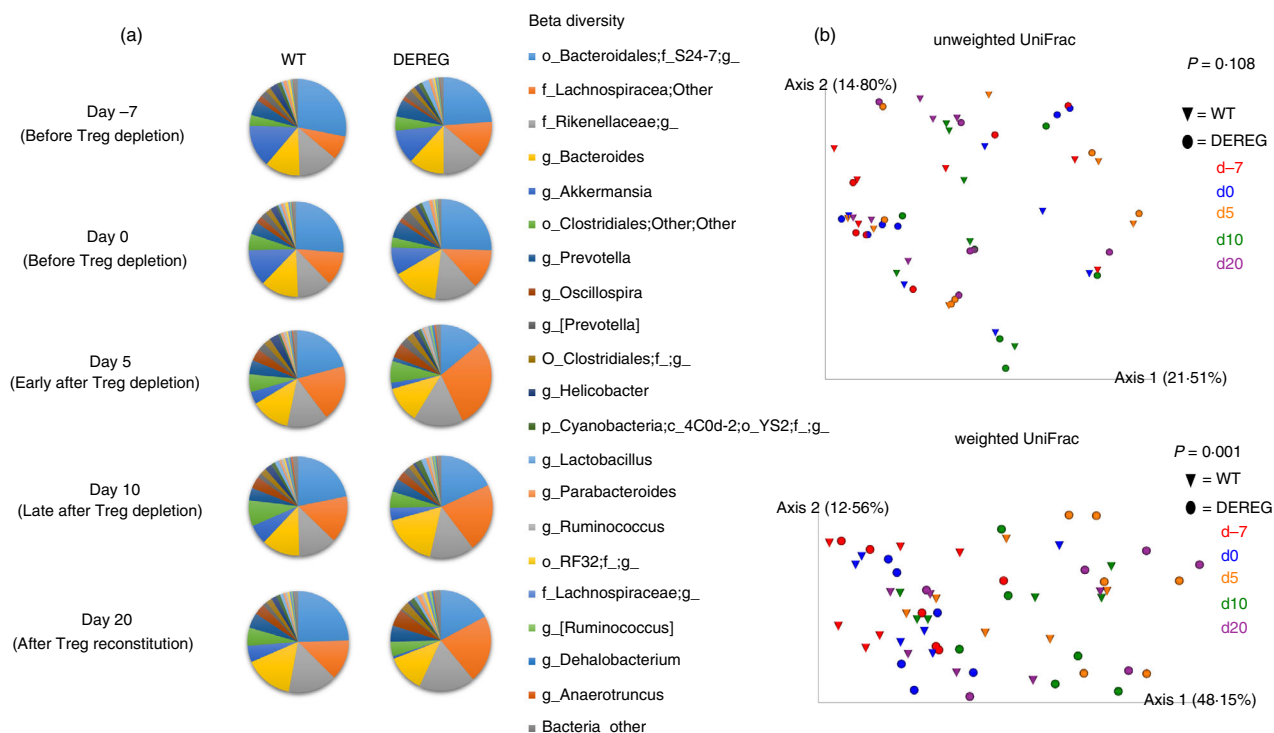 (a)
WT
DEREG
Day –7
(Before Treg depletion)
Day 0
(Before Treg depletion)
Day 5
(Early after Treg depletion)
Day 10
(Late after Treg depletion)
Day 20
(After Treg reconstitution)
Beta diversity
o_Bacteroidales;f_S24-7;g_
f_Lachnospiracea;Other
f_Rikenellaceae;g_
g_Bacteroides
g_Akkermansia
o_Clostridiales;Other;Other
g_Prevotella
g_Oscillospira
g_[Prevotella]
O_Clostridiales;f_;g_
g_Helicobacter
p_Cyanobacteria;c_4C0d-2;o_YS2;f_;g_
g_Lactobacillus
g_Parabacteroides
g_Ruminococcus
o_RF32;f_;g_
f_Lachnospiraceae;g_
g_[Ruminococcus]
g_Dehalobacterium
g_Anaerotruncus
Bacteria_other
(b)
unweighted UniFrac
P = 0·108
Axis 2 (14·80%)
Axis 1 (21·51%)
= WT
= DEREG
d–7
d0
d5
d10
d20
weighted UniFrac
P = 0·001
Axis 2 (12·56%)
Axis 1 (48·15%)
= WT
= DEREG
d–7
d0
d5
d10
d20